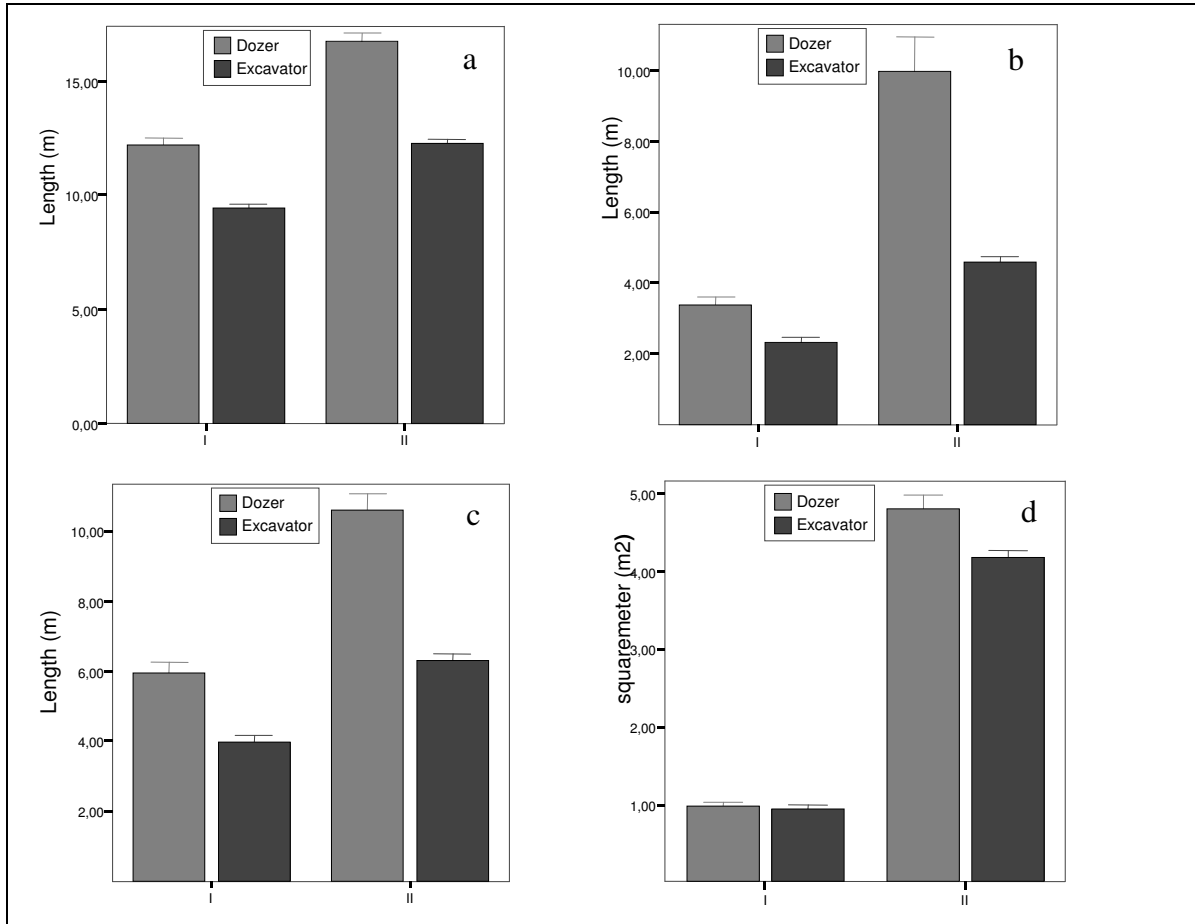 a
Dozer
Excavator
Length (m)
15,00
10,00
5,00
0,00
I II
b
Dozer
Excavator
Length (m)
10,00
8,00
6,00
4,00
2,00
I II
c
Dozer
Excavator
Length (m)
10,00
8,00
6,00
4,00
2,00
I II
d
Dozer
Excavator
squaremeter (m2)
5,00
4,00
3,00
2,00
1,00
I II